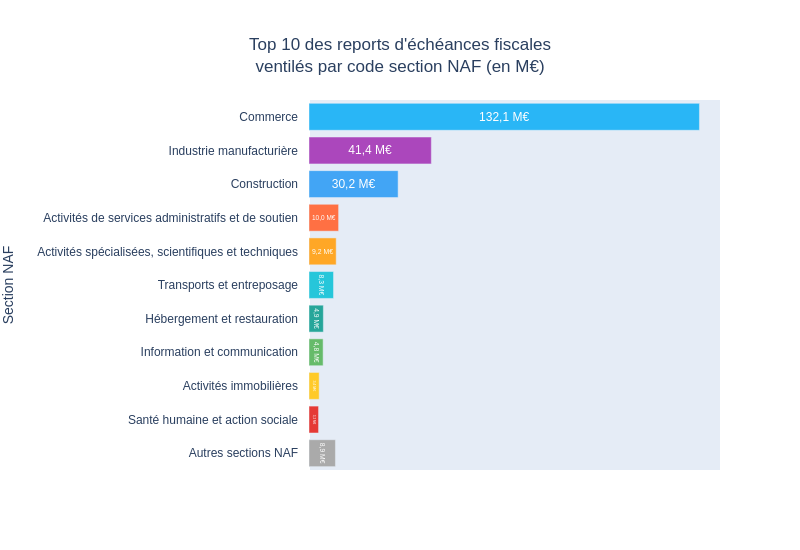 Top 10 des reports d'échéances fiscales
ventilés par code section NAF (en M€)
Section NAF
Commerce 132,1 M€
Industrie manufacturière 41,4 M€
Construction 30,2 M€
Activités de services administratifs et de soutien 10,0 M€
Activités spécialisées, scientifiques et techniques 9,2 M€
Transports et entreposage 8,3 M€
Hébergement et restauration 4,9 M€
Information et communication 4,8 M€
Activités immobilières
Santé humaine et action sociale
Autres sections NAF 8,9 M€